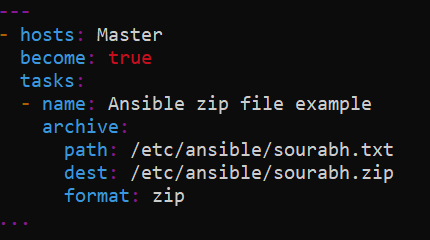 ---
- hosts: Master
  become: true
  tasks:
  - name: Ansible zip file example
    archive:
      path: /etc/ansible/sourabh.txt
      dest: /etc/ansible/sourabh.zip
      format: zip
...